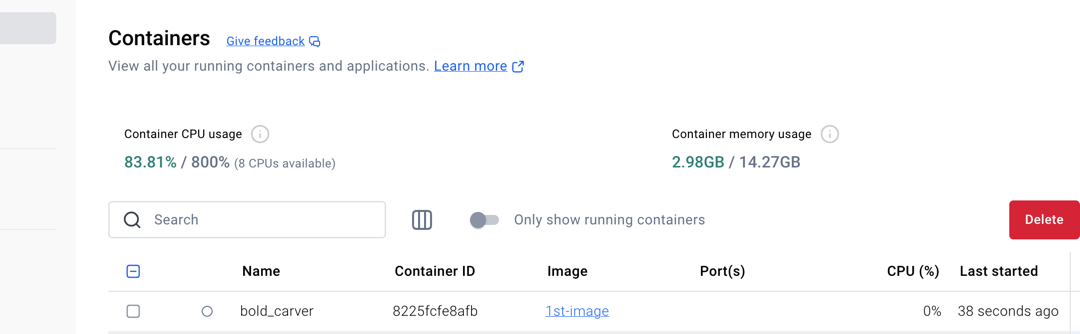 Containers Give feedback
View all your running containers and applications. Learn more
Container CPU usage Container memory usage
83.81% / 800% (8 CPUs available) 2.98GB / 14.27GB
Search Only show running containers Delete
Name Container ID Image Port(s) CPU (%) Last started
bold_carver 8225fcfe8afb 1st-image 0% 38 seconds ago